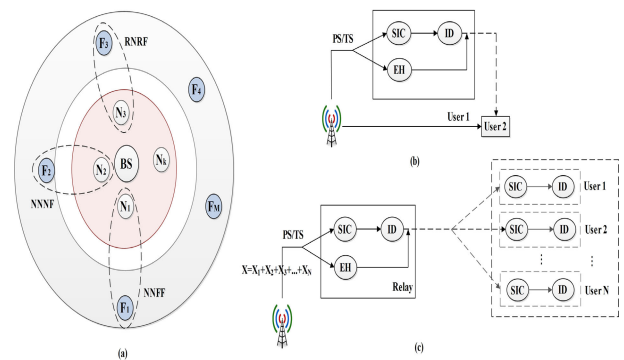 F3
RNRF
F4
N3
BS
Nk
N2
F2
NNNF
N1
FM
NNFF
F1
(a)
PS/TS
SIC
ID
EH
User 1
User 2
(b)
PS/TS
SIC
ID
EH
X=X1+X2+X3+...+XN
Relay
SIC
ID
User 1
SIC
ID
User 2
⋮
⋮
SIC
ID
User N
(c)